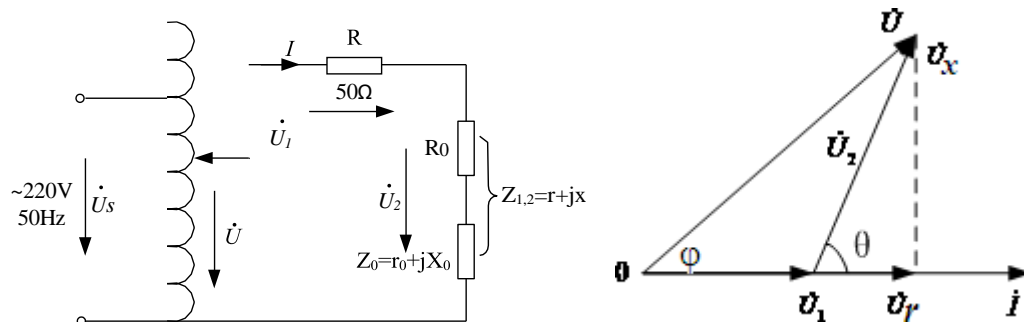 R
I
50Ω
U̇1
R0
~220V
50Hz
U̇s
U̇2
Z1,2=r+jx
U̇
Z0=r0+jX0
U̇
U̇x
U̇2
φ
θ
0
U̇1
U̇r
İ